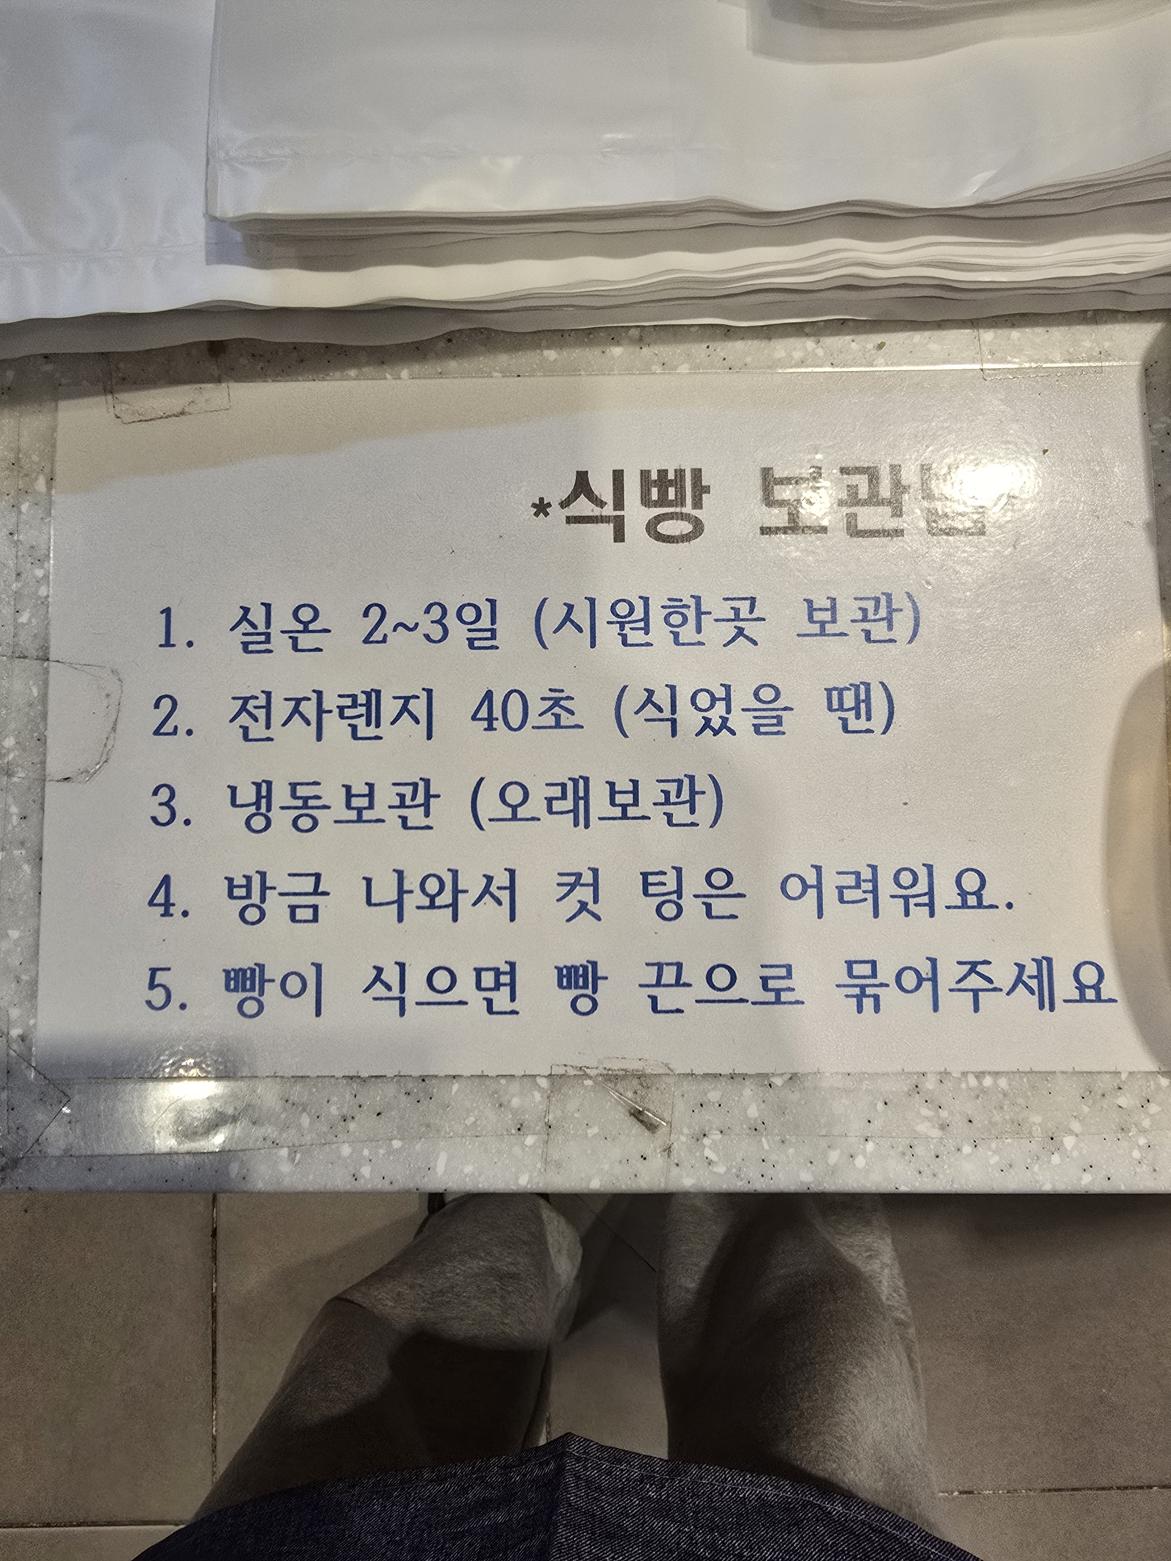 *식빵 보관법
1. 실온 2~3일 (시원한곳 보관)
2. 전자렌지 40초 (식었을 땐)
3. 냉동보관 (오래보관)
4. 방금 나와서 컷 팅은 어려워요.
5. 빵이 식으면 빵 끈으로 묶어주세요